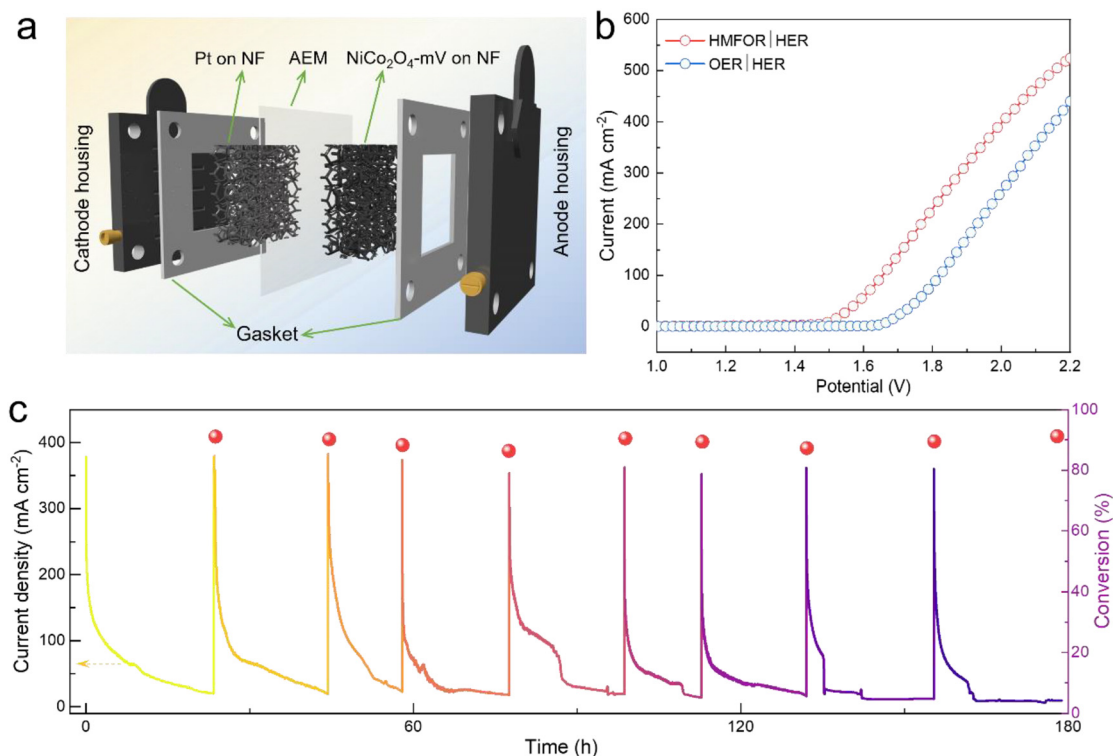 a
Pt on NF
AEM
NiCo₂O₄-mV on NF
Cathode housing
Anode housing
Gasket
b
600
500
400
300
200
100
0
Current (mA cm⁻²)
HMFOR|HER
OER|HER
1.0 1.2 1.4 1.6 1.8 2.0 2.2
Potential (V)
c
400
350
300
200
100
0
Current density (mA cm⁻²)
100
80
60
40
20
0
Conversion (%)
0 60 120 180
Time (h)